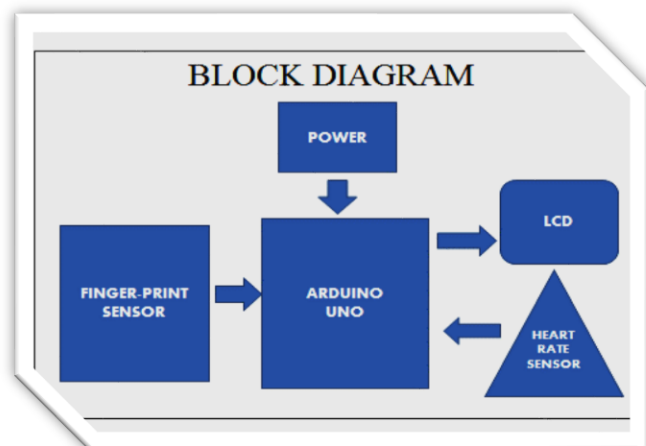 BLOCK DIAGRAM
POWER
LCD
FINGER-PRINT
SENSOR
ARDUINO
UNO
HEART
RATE
SENSOR